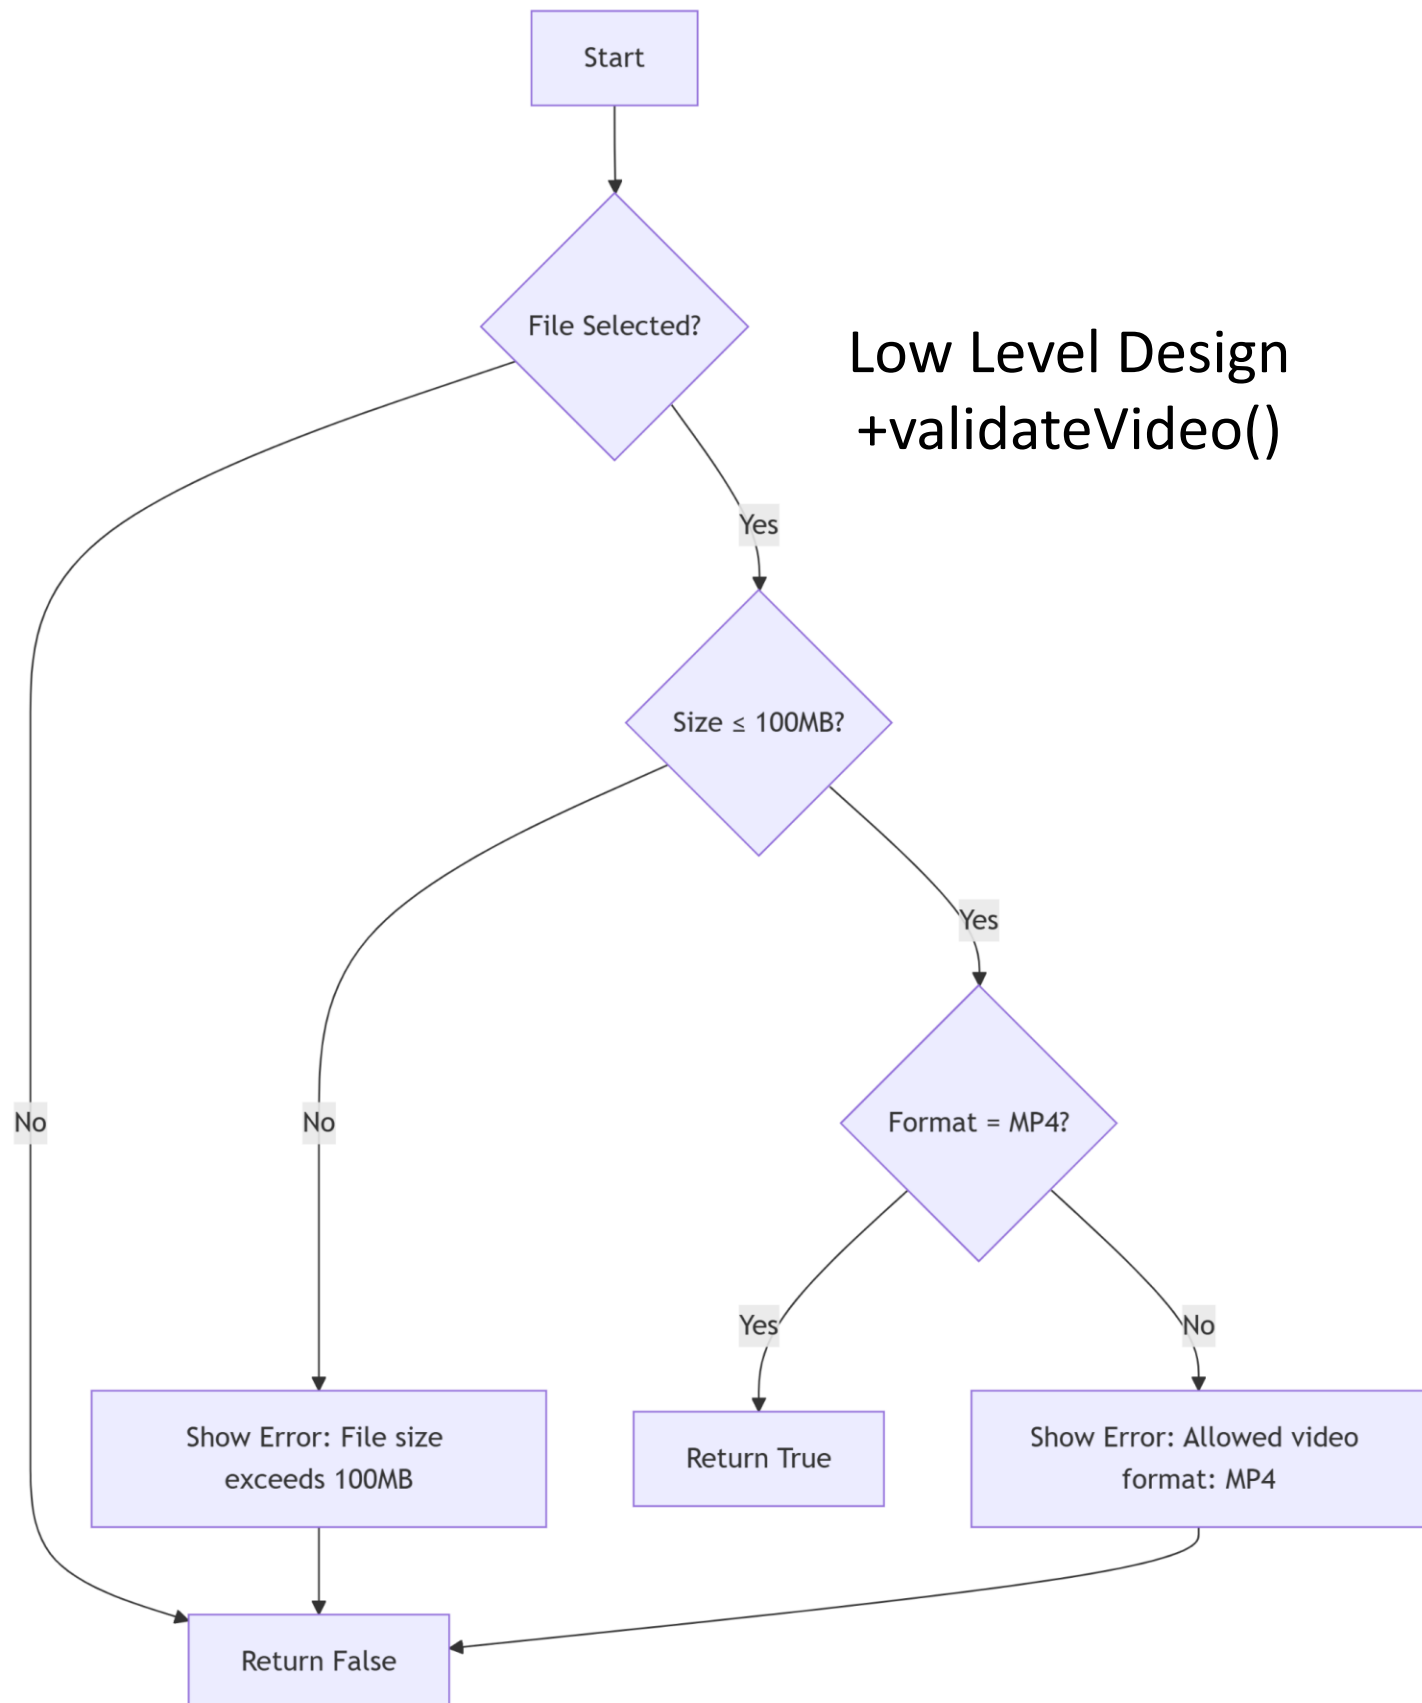 Start
File Selected?
Low Level Design
+validateVideo()
Yes
Size ≤ 100MB?
Yes
No
No
Format = MP4?
Yes
No
Show Error: File size
exceeds 100MB
Return True
Show Error: Allowed video
format: MP4
Return False